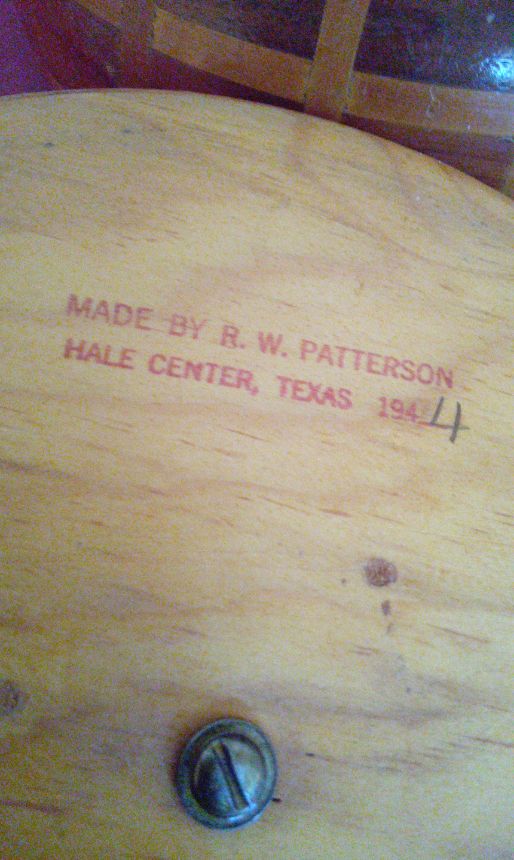 MADE BY R. W. PATTERSON
HALE CENTER, TEXAS 1944